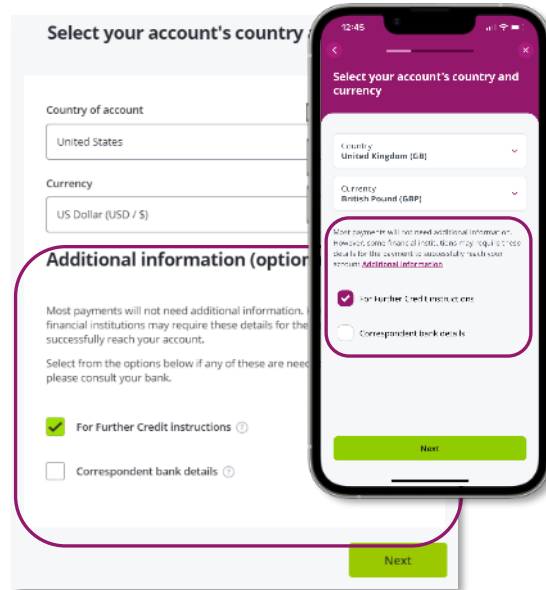 Select your account's country
Country of account
United States
Currency
US Dollar (USD / $)
Additional information (option
Most payments will not need additional information.
financial institutions may require these details for the
successfully reach your account.
Select from the options below if any of these are need
please consult your bank.
For Further Credit instructions
Correspondent bank details
Next
12:45
Select your account's country and
currency
Country
United Kingdom (GB)
Currency
British Pound (GBP)
Most payments will not need additional information.
However, some financial institutions may require these
details for the payment to successfully reach your
account Additional Information
For Further Credit instructions
Correspondent bank details
Next